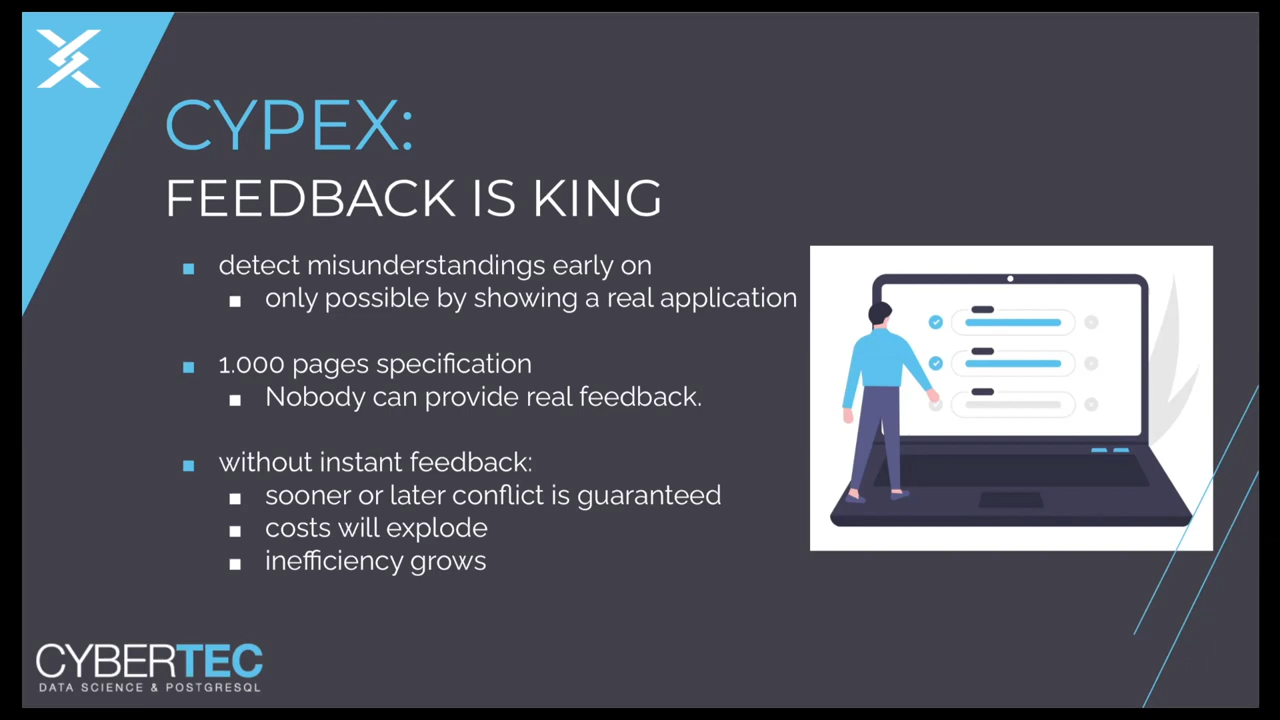 CYPEX:
FEEDBACK IS KING
detect misunderstandings early on
only possible by showing a real application
1.000 pages specification
Nobody can provide real feedback.
without instant feedback:
sooner or later conflict is guaranteed
costs will explode
inefficiency grows
CYBERTEC
DATA SCIENCE & POSTGRESQL